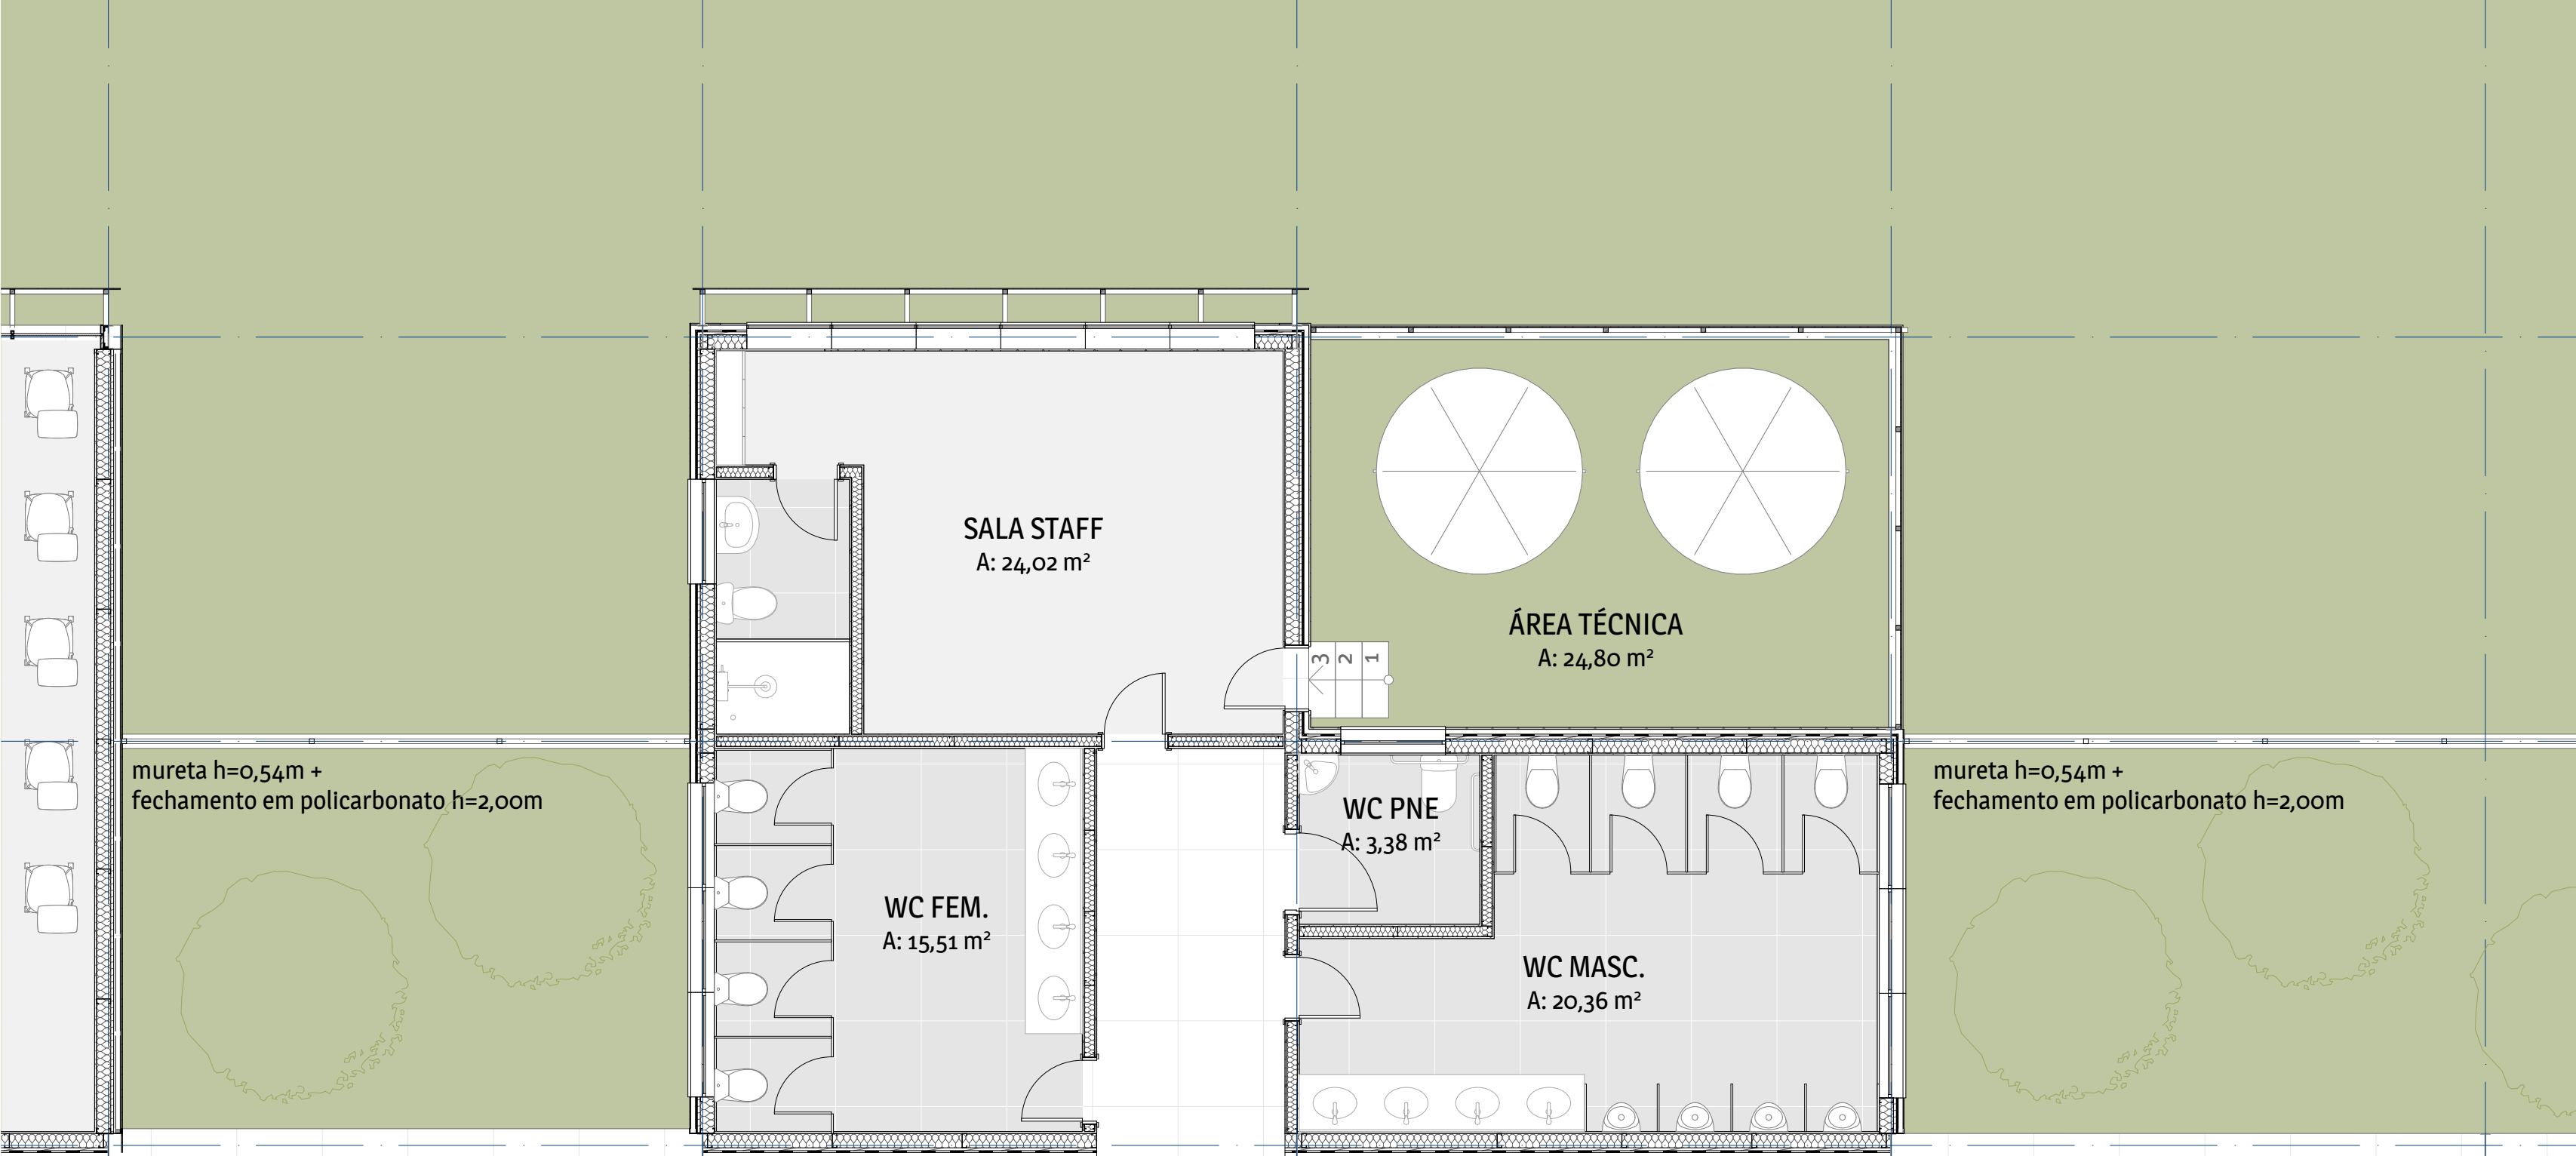 SALA STAFF
A: 24,02 m²
ÁREA TÉCNICA
A: 24,80 m²
3 2 1
mureta h=0,54m +
fechamento em policarbonato h=2,00m
WC PNE
A: 3,38 m²
mureta h=0,54m +
fechamento em policarbonato h=2,00m
WC FEM.
A: 15,51 m²
WC MASC.
A: 20,36 m²